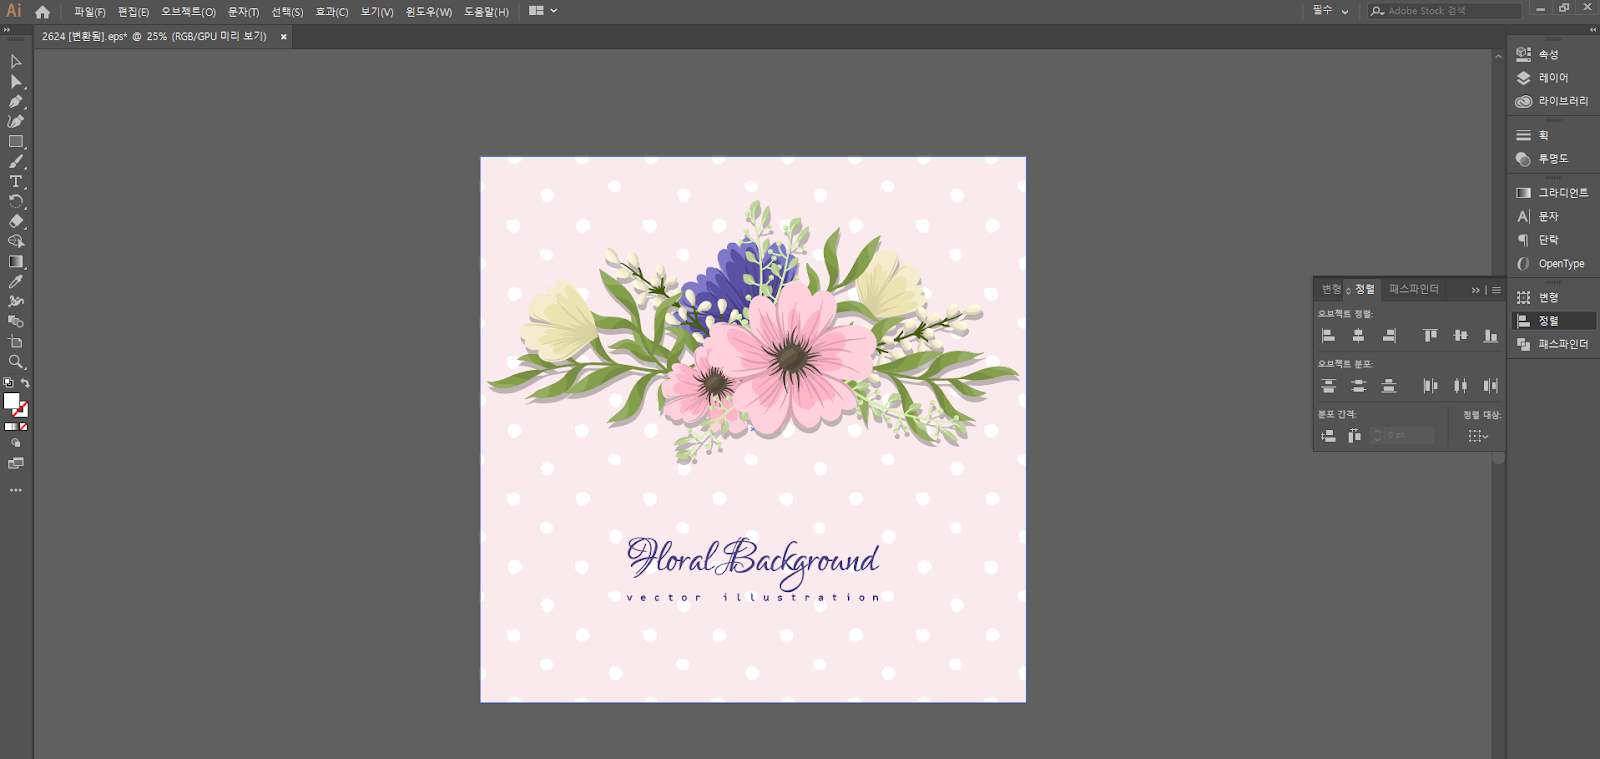 Ai 파일(F) 편집(E) 오브젝트(O) 문자(T) 선택(S) 효과(C) 보기(V) 윈도우(W) 도움말(H) 필수 Adobe Stock 검색
2624 [변환됨].eps* @ 25% (RGB/GPU 미리 보기) ×
속성
레이어
라이브러리
획
투명도
그라디언트
문자
단락
OpenType
변형
정렬
패스파인더
변형 정렬 패스파인더
오브젝트 정렬:
오브젝트 분포:
분포 간격: 정렬 대상:
0 pt
Floral Background
vector illustration